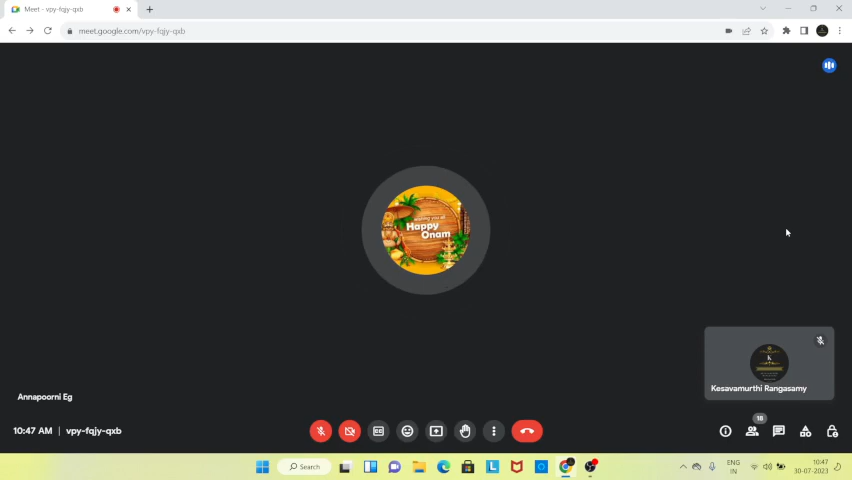 Meet - vpy-fqjy-qxb
meet.google.com/vpy-fqjy-qxb
wishing you all
Happy
Onam
K
Kesavamurthi Rangasamy
Annapoorni Eg
10:47 AM | vpy-fqjy-qxb
18
Search
ENG
IN
10:47
30-07-2023